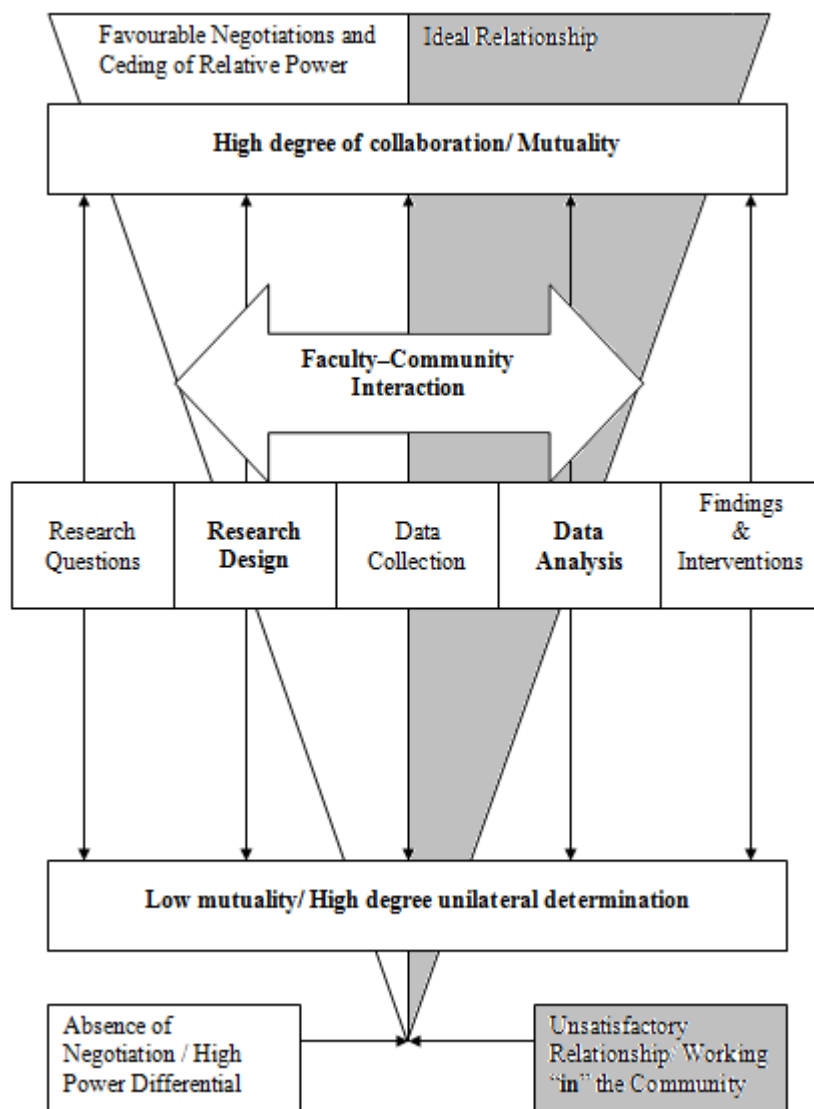 Favourable Negotiations and
Ceding of Relative Power
Ideal Relationship
High degree of collaboration/ Mutuality
Faculty–Community
Interaction
Research
Questions
Research
Design
Data
Collection
Data
Analysis
Findings
&
Interventions
Low mutuality/ High degree unilateral determination
Absence of
Negotiation / High
Power Differential
Unsatisfactory
Relationship/ Working
“in” the Community